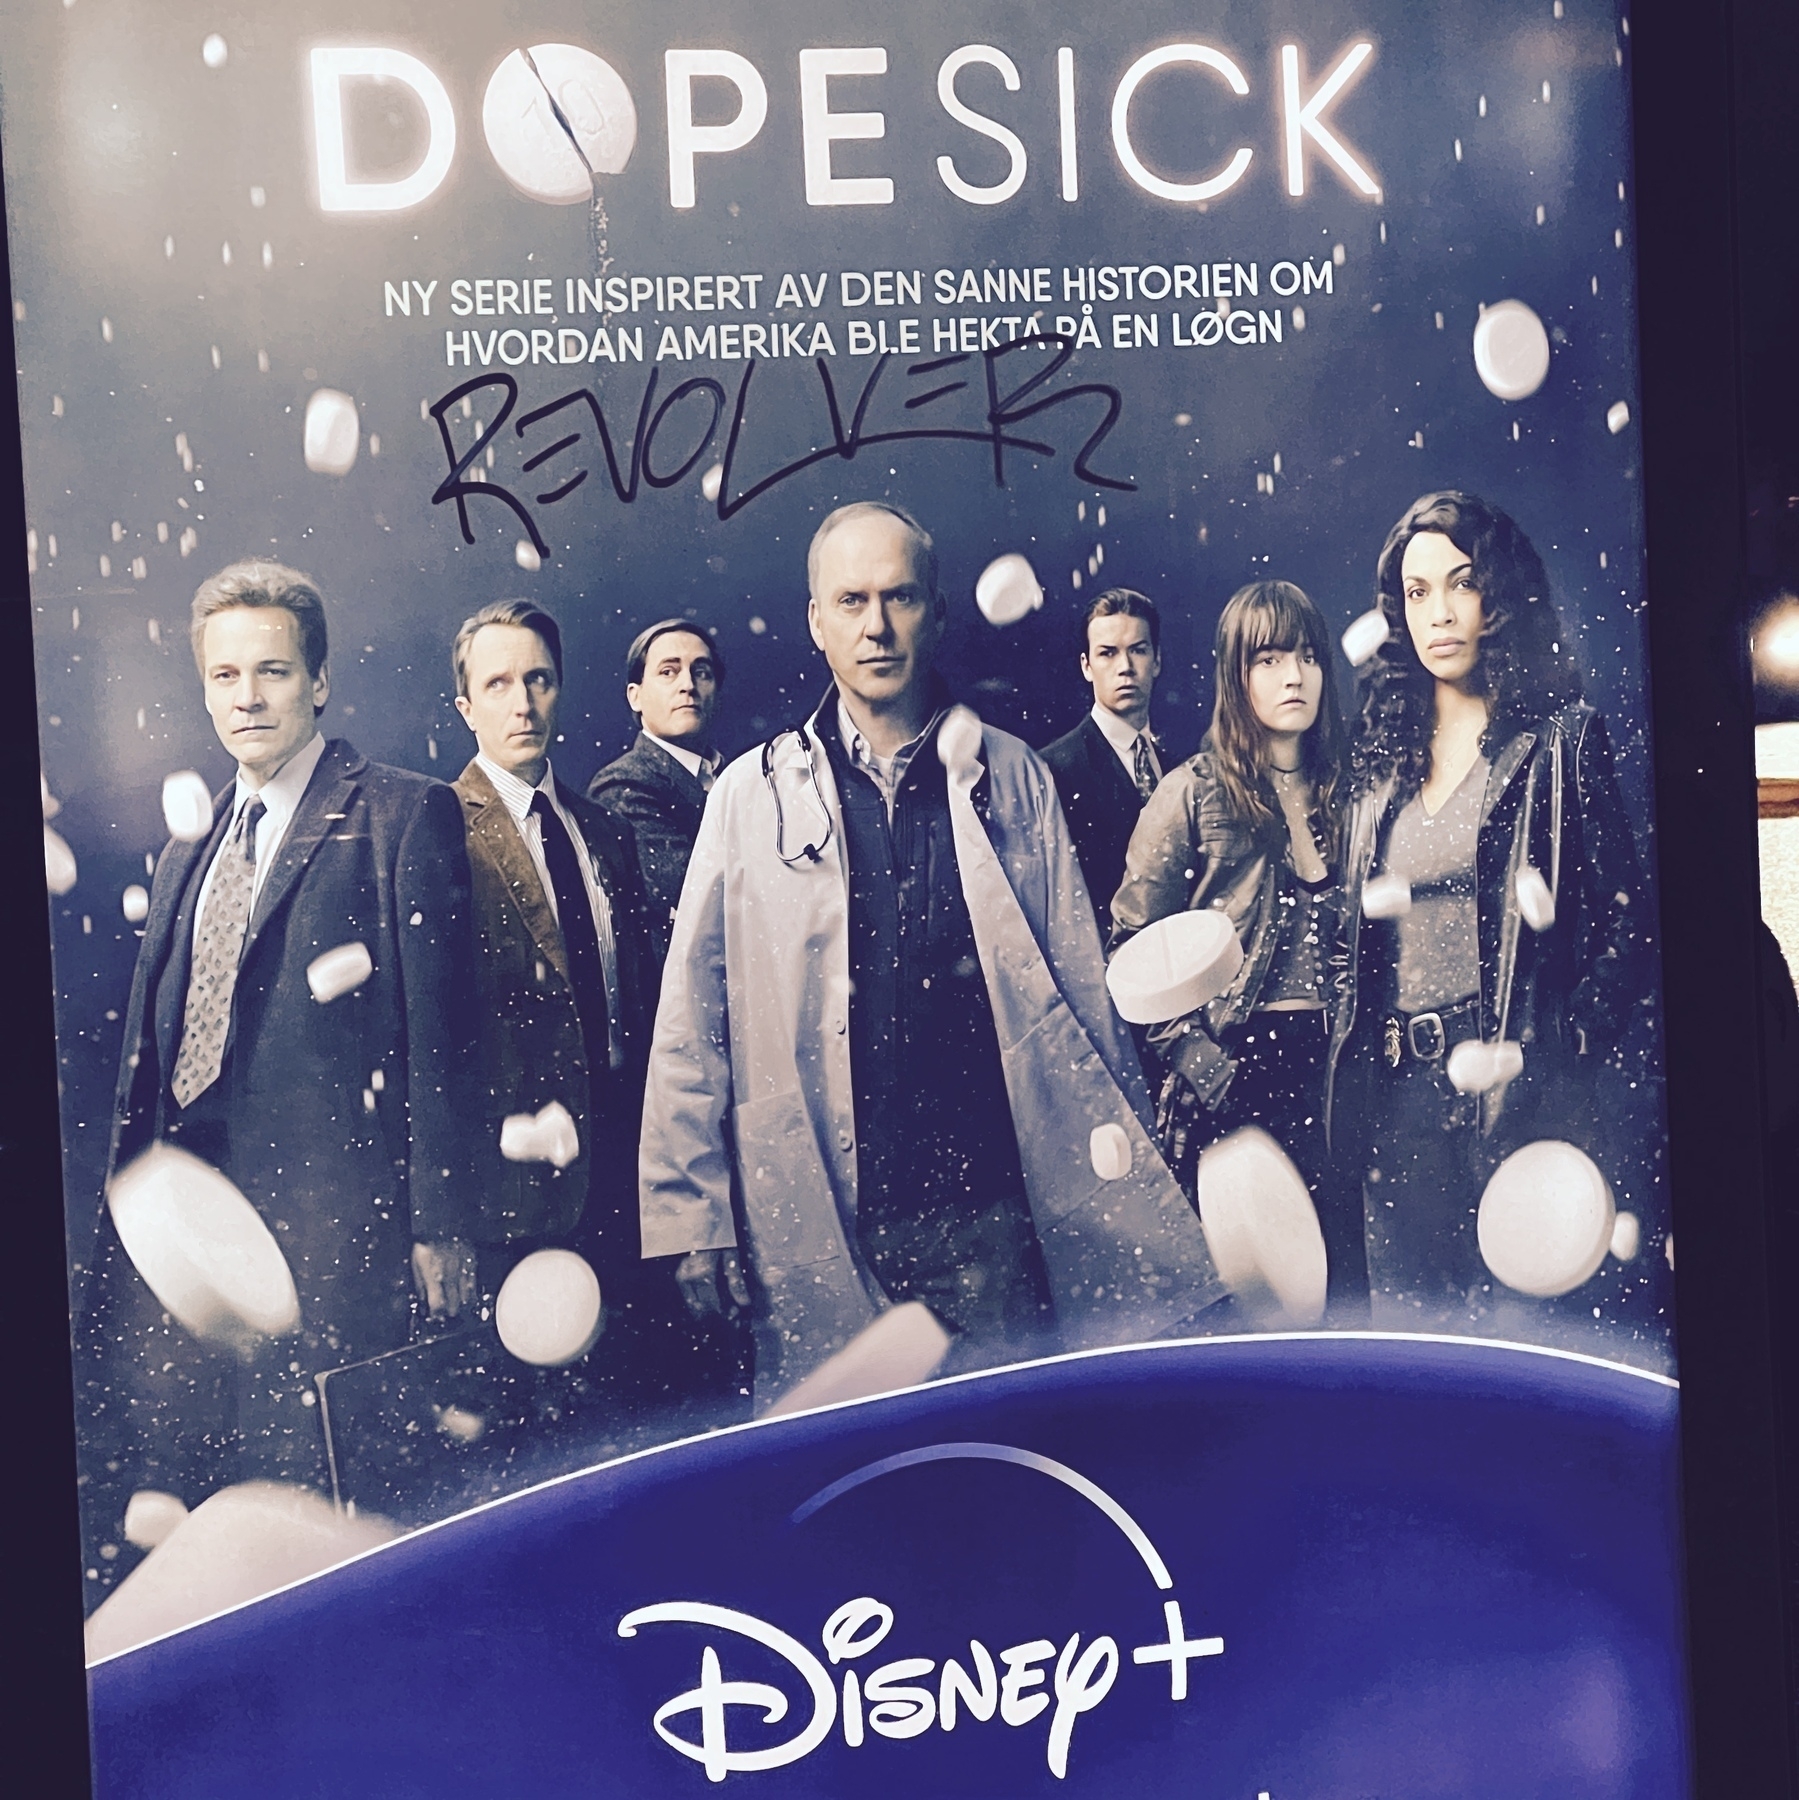 DOPESICK
NY SERIE INSPIRERT AV DEN SANNE HISTORIEN OM
HVORDAN AMERIKA BLE HEKTA PÅ EN LØGN
REVOLVER
DISNEY+